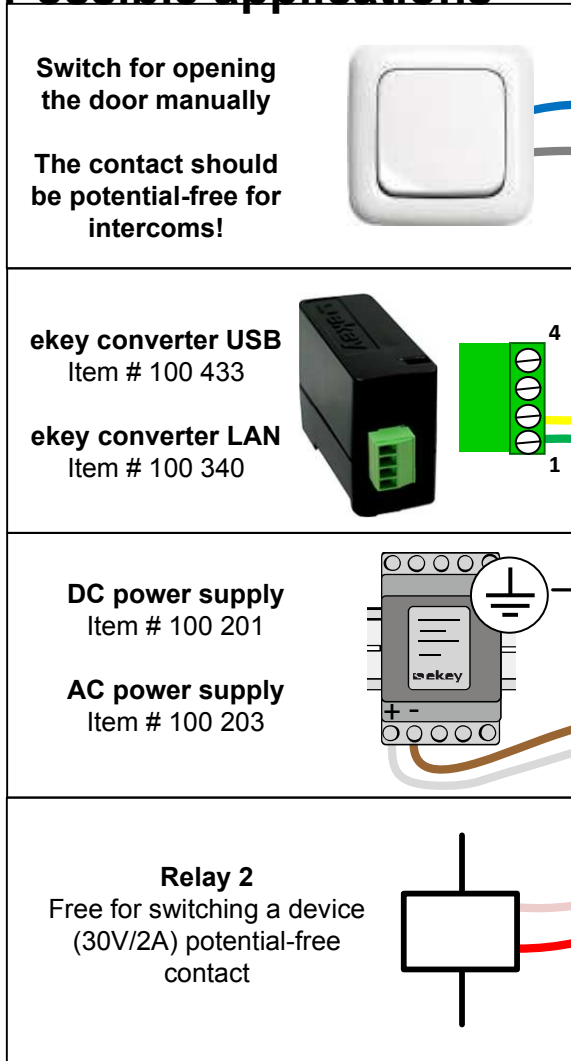 Possible applications
Switch for opening
the door manually
The contact should
be potential-free for
intercoms!
ekey converter USB
Item # 100 433
ekey converter LAN
Item # 100 340
ekey
4
1
DC power supply
Item # 100 201
AC power supply
Item # 100 203
ekey
+ -
Relay 2
Free for switching a device
(30V/2A) potential-free
contact